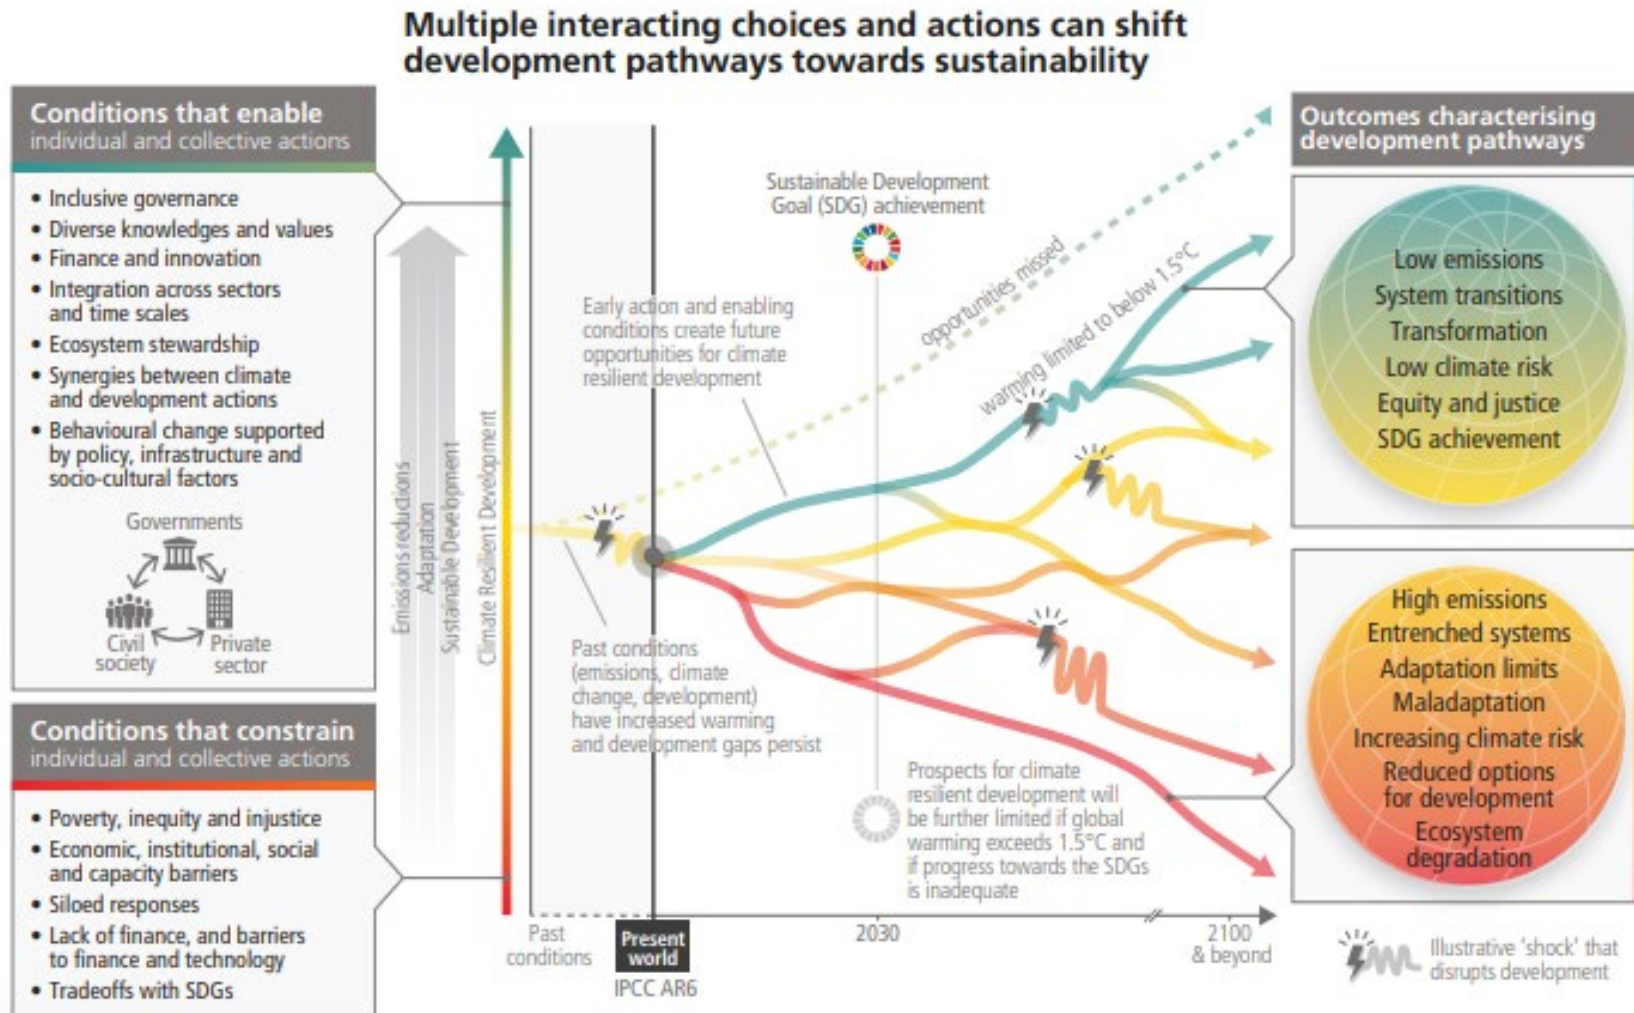 Multiple interacting choices and actions can shift
development pathways towards sustainability
Conditions that enable
individual and collective actions
• Inclusive governance
• Diverse knowledges and values
• Finance and innovation
• Integration across sectors
and time scales
• Ecosystem stewardship
• Synergies between climate
and development actions
• Behavioural change supported
by policy, infrastructure and
socio-cultural factors
Governments
Civil
society
Private
sector
Conditions that constrain
individual and collective actions
• Poverty, inequity and injustice
• Economic, institutional, social
and capacity barriers
• Siloed responses
• Lack of finance, and barriers
to finance and technology
• Tradeoffs with SDGs
Emissions reductions
Adaptation
Sustainable Development
Climate Resilient Development
Early action and enabling
conditions create future
opportunities for climate
resilient development
Past conditions
(emissions, climate
change, development)
have increased warming
and development gaps persist
Sustainable Development
Goal (SDG) achievement
opportunities missed
warming limited to below 1.5°C
Prospects for climate
resilient development will
be further limited if global
warming exceeds 1.5°C and
if progress towards the SDGs
is inadequate
Past
conditions
Present
world
IPCC AR6
2030
2100
& beyond
Outcomes characterising
development pathways
Low emissions
System transitions
Transformation
Low climate risk
Equity and justice
SDG achievement
High emissions
Entrenched systems
Adaptation limits
Maladaptation
Increasing climate risk
Reduced options
for development
Ecosystem
degradation
Illustrative 'shock' that
disrupts development